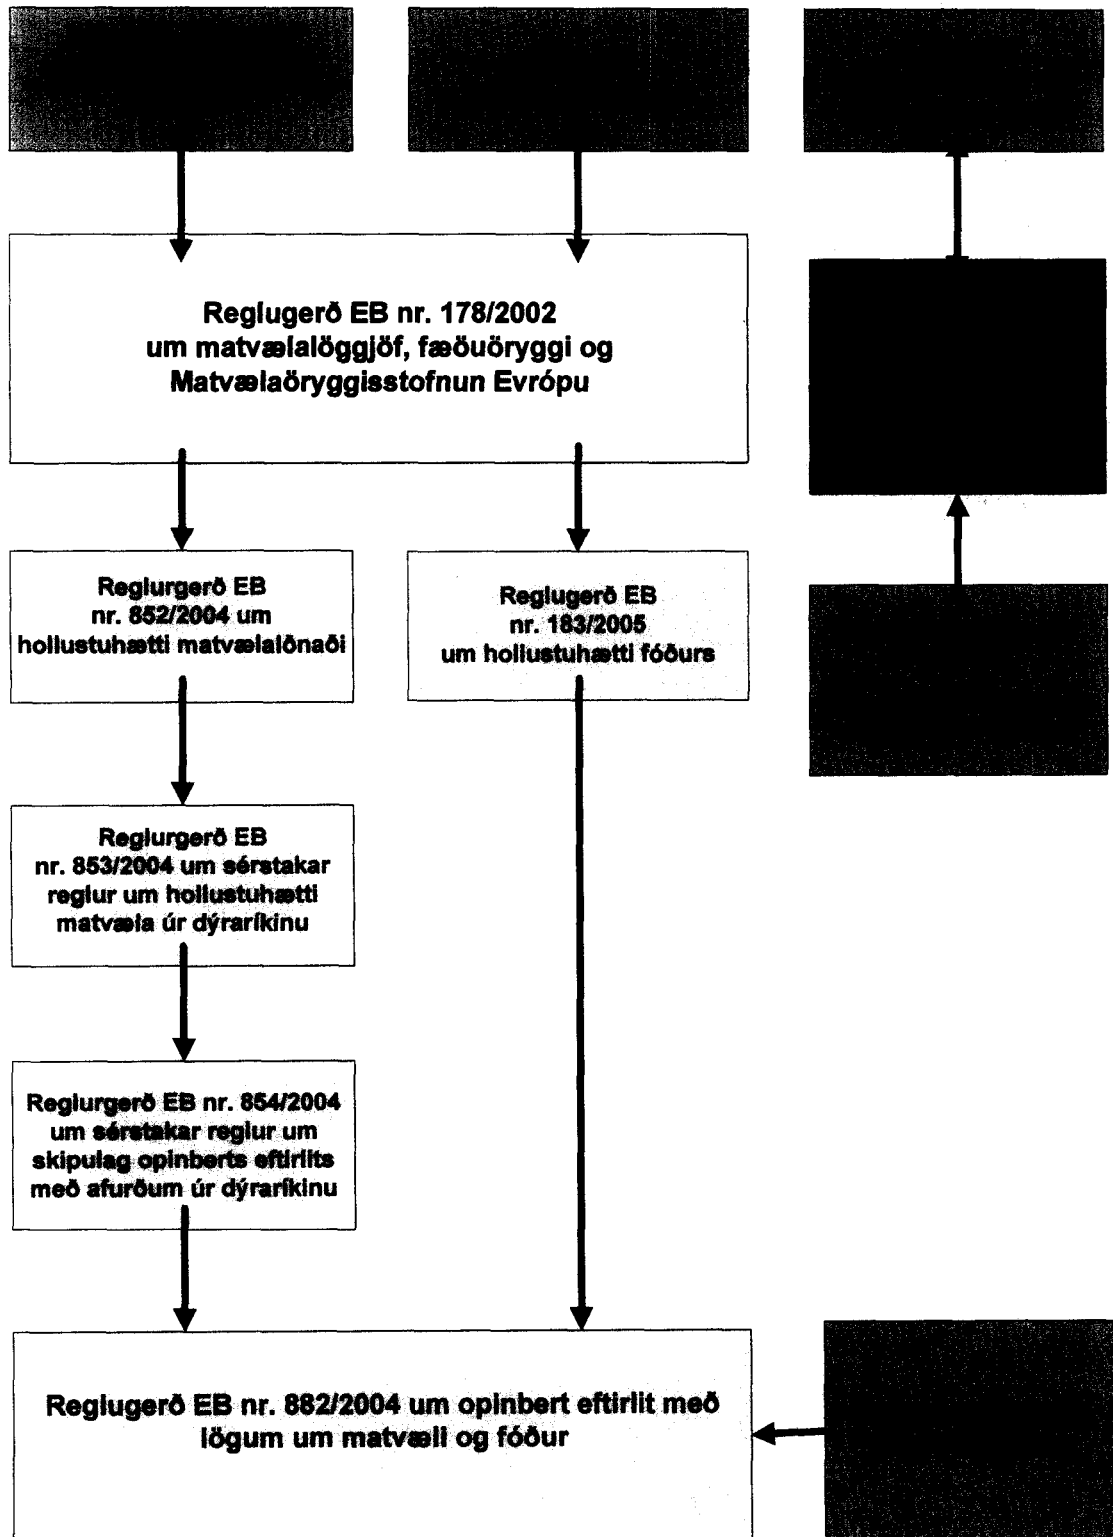 Reglugerð EB nr. 178/2002
um matvælalöggjöf, fæðuöryggi og
Matvælaöryggisstofnun Evrópu
Reglurgerð EB
nr. 852/2004 um
hollustuhætti matvælaiðnaði
Reglugerð EB
nr. 183/2005
um hollustuhætti fóðurs
Reglurgerð EB
nr. 853/2004 um sérstakar
reglur um hollustuhætti
matvæla úr dýraríkinu
Reglurgerð EB nr. 854/2004
um sérstakar reglur um
skipulag opinberts eftirlits
með afurðum úr dýraríkinu
Reglugerð EB nr. 882/2004 um opinbert eftirlit með
lögum um matvæli og fóður